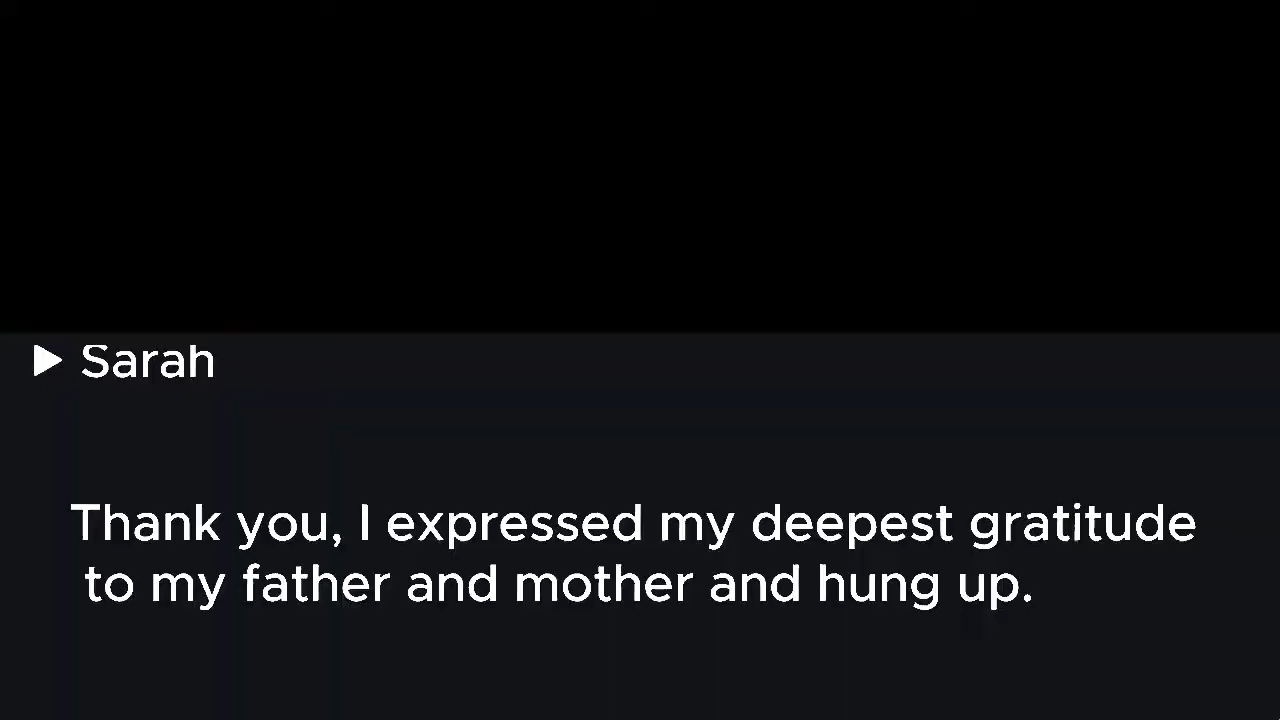 ▶ Sarah
Thank you, I expressed my deepest gratitude
to my father and mother and hung up.